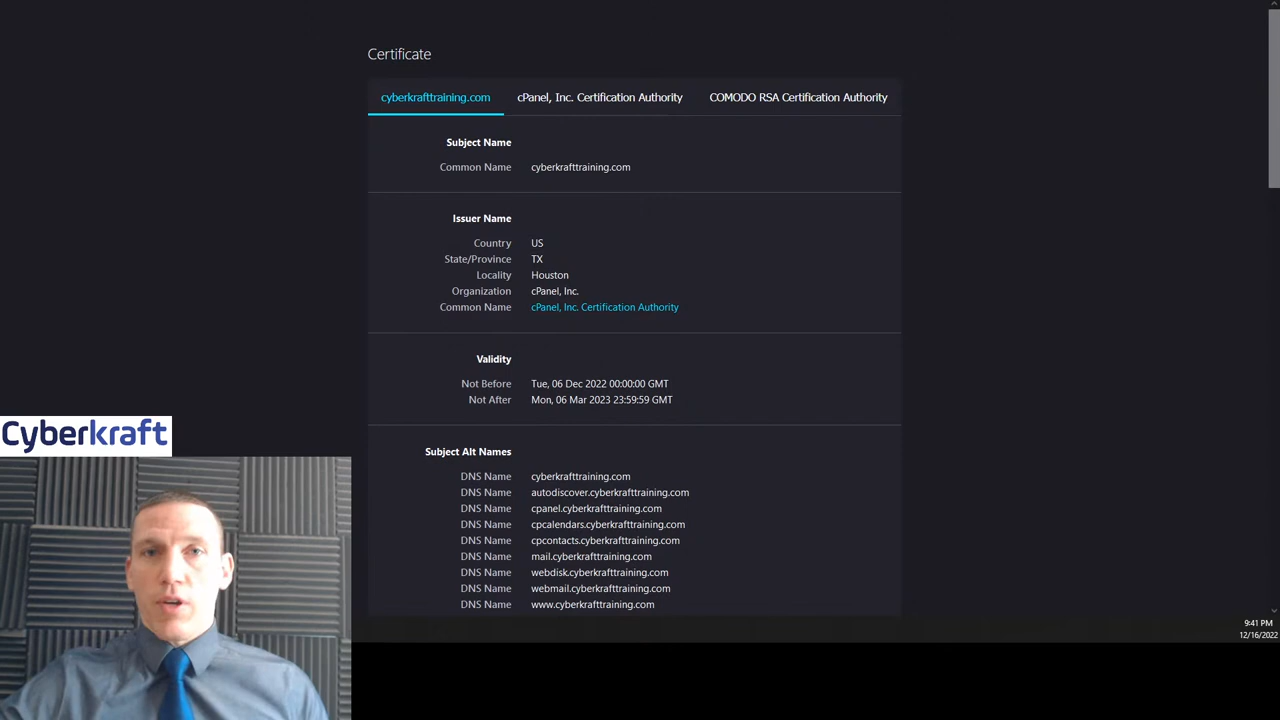 Certificate
cyberkrafttraining.com cPanel, Inc. Certification Authority COMODO RSA Certification Authority
Subject Name
Common Name cyberkrafttraining.com
Issuer Name
Country US
State/Province TX
Locality Houston
Organization cPanel, Inc.
Common Name cPanel, Inc. Certification Authority
Validity
Not Before Tue, 06 Dec 2022 00:00:00 GMT
Not After Mon, 06 Mar 2023 23:59:59 GMT
Subject Alt Names
DNS Name cyberkrafttraining.com
DNS Name autodiscover.cyberkrafttraining.com
DNS Name cpanel.cyberkrafttraining.com
DNS Name cpcalendars.cyberkrafttraining.com
DNS Name cpcontacts.cyberkrafttraining.com
DNS Name mail.cyberkrafttraining.com
DNS Name webdisk.cyberkrafttraining.com
DNS Name webmail.cyberkrafttraining.com
DNS Name www.cyberkrafttraining.com
Cyberkraft
9:41 PM
12/16/2022